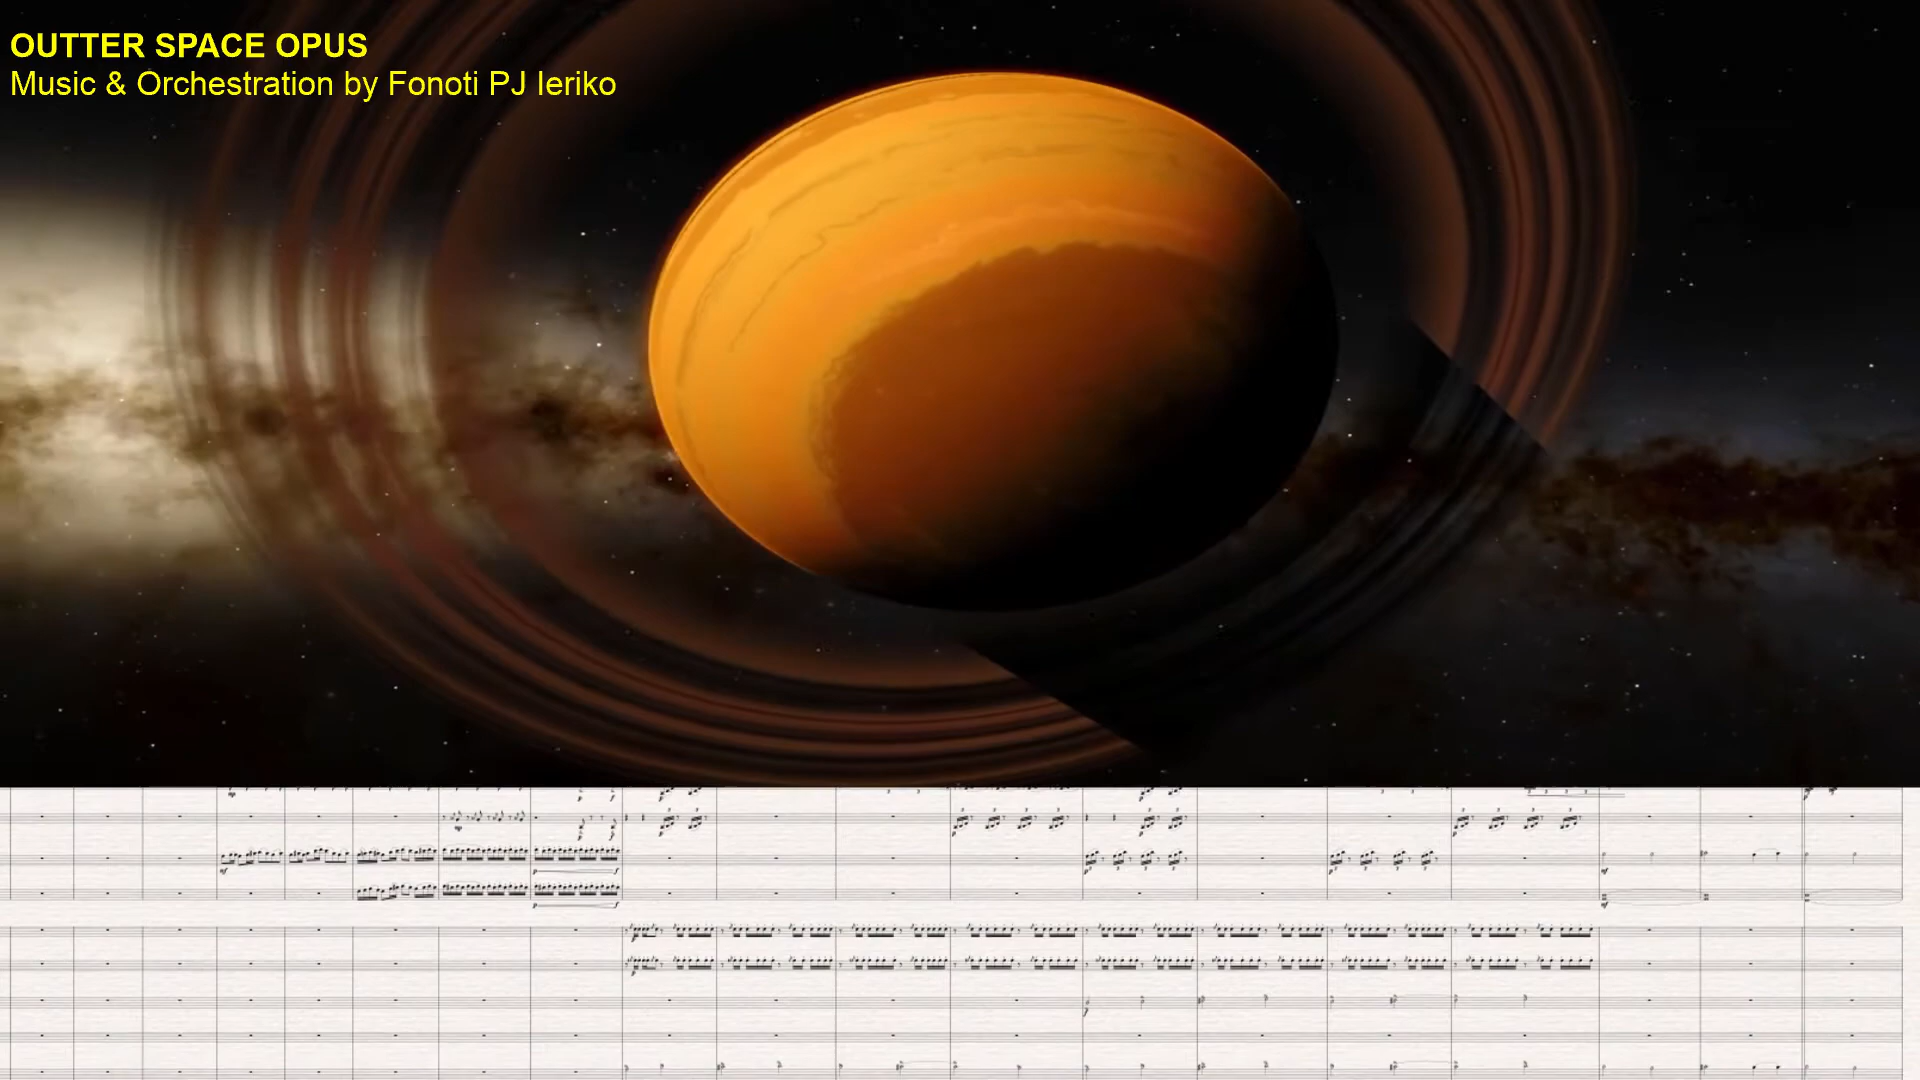 OUTTER SPACE OPUS
Music & Orchestration by Fonoti PJ Ieriko